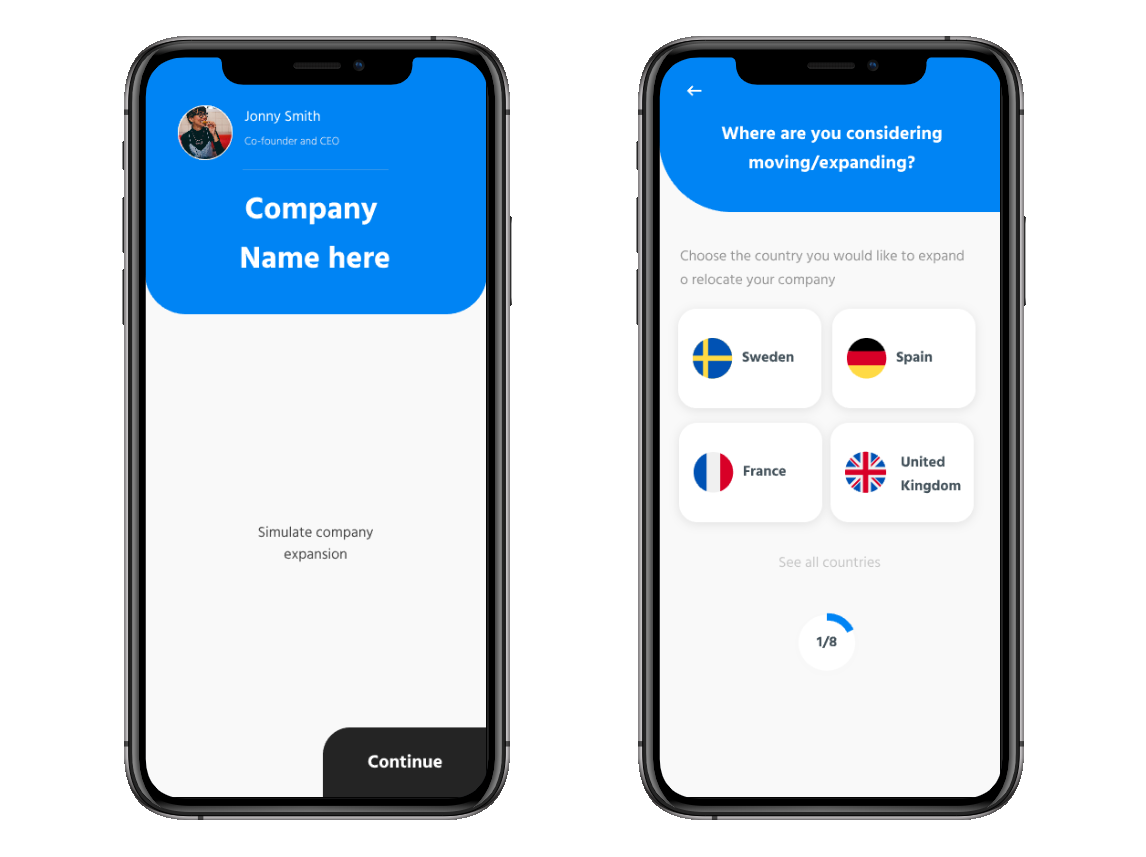 Jonny Smith
Co-founder and CEO
Company
Name here
Simulate company
expansion
Continue
Where are you considering
moving/expanding?
Choose the country you would like to expand
o relocate your company
Sweden
Spain
France
United
Kingdom
See all countries
1/8